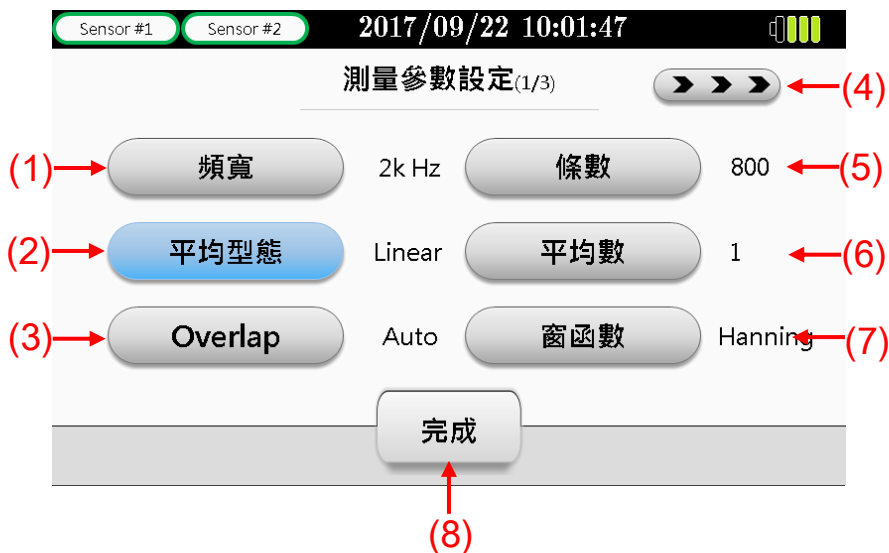 Sensor #1 Sensor #2 2017/09/22 10:01:47
測量參數設定(1/3)
(4)
(1) 頻寬 2k Hz 條數 800 (5)
(2) 平均型態 Linear 平均數 1 (6)
(3) Overlap Auto 窗函數 Hanning (7)
完成
(8)